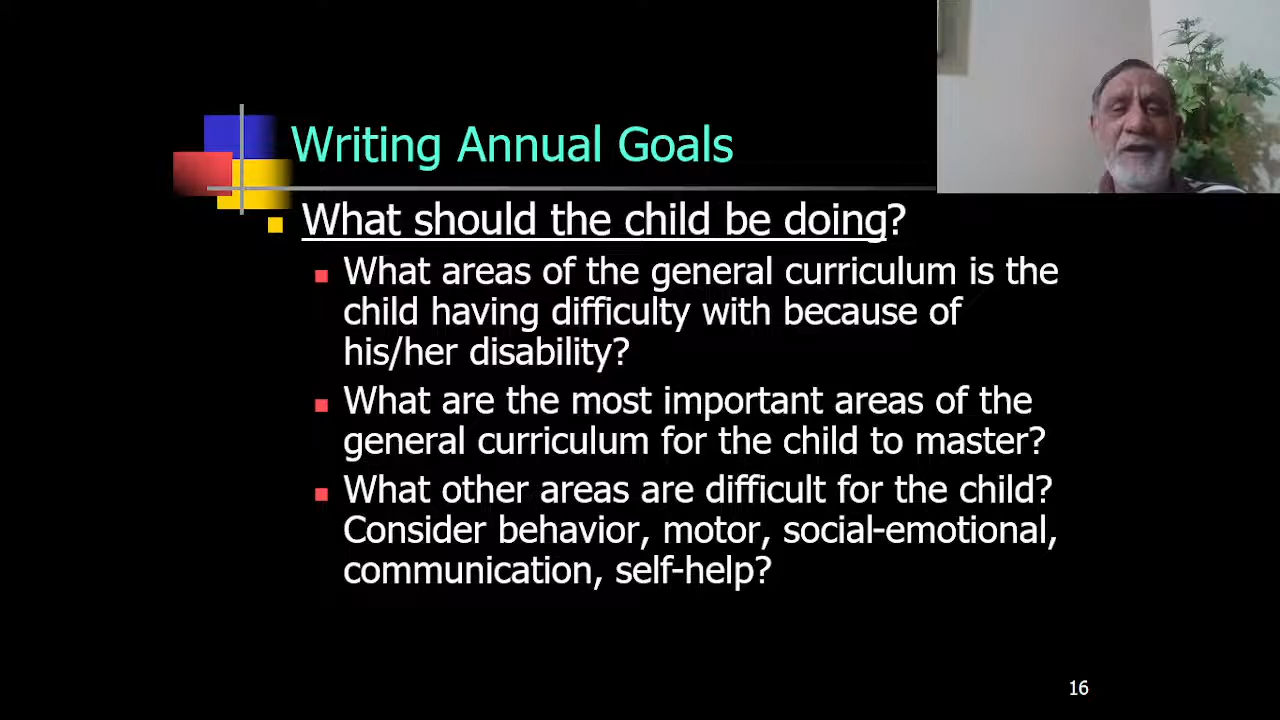 Writing Annual Goals
What should the child be doing?
What areas of the general curriculum is the
child having difficulty with because of
his/her disability?
What are the most important areas of the
general curriculum for the child to master?
What other areas are difficult for the child?
Consider behavior, motor, social-emotional,
communication, self-help?
16